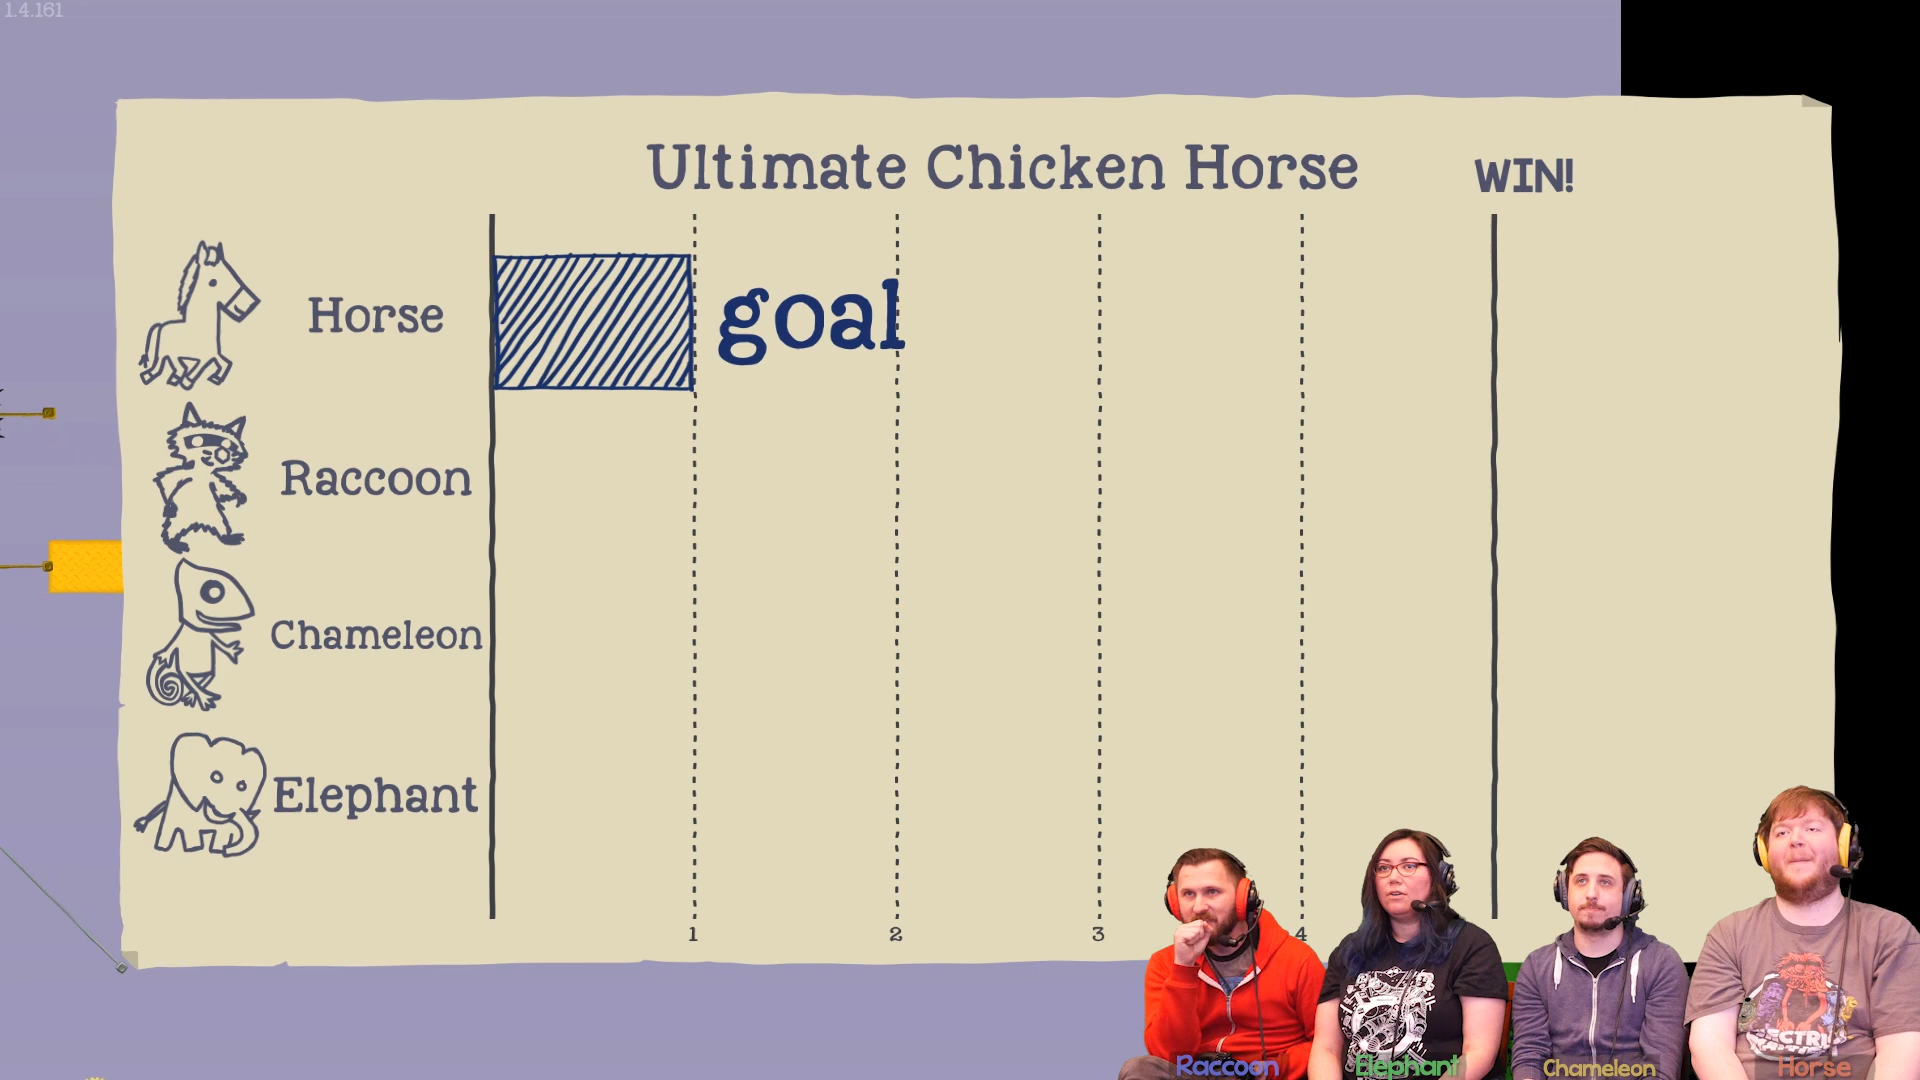 1.4.161
Ultimate Chicken Horse
WIN!
Horse
goal
Raccoon
Chameleon
Elephant
1 2 3 4
Raccoon Elephant Chameleon Horse